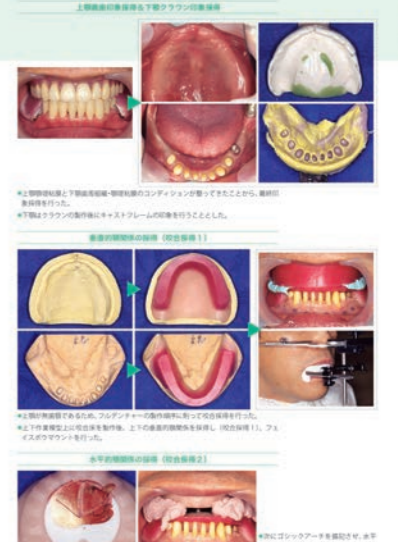 上顎最終印象採得&下顎クラウン印象採得
●上顎顎堤粘膜と下顎歯周組織・顎堤粘膜のコンディションが整ってきたことから、最終印
象採得を行った。
●下顎はクラウンの製作後にキャストフレームの印象を行うこととした。
垂直的顎関係の採得（咬合採得1）
●上顎が無歯顎であるため、フルデンチャーの製作順序に則って咬合採得を行った。
●上下作業模型上に咬合床を製作後、上下の垂直的顎関係を採得し（咬合採得1）、フェ
イスボウマウントを行った。
水平的顎関係の採得（咬合採得2）
●次にゴシックアーチを描記させ、水平